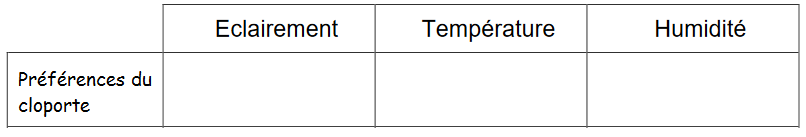 Eclairement Température Humidité
Préférences du
cloporte